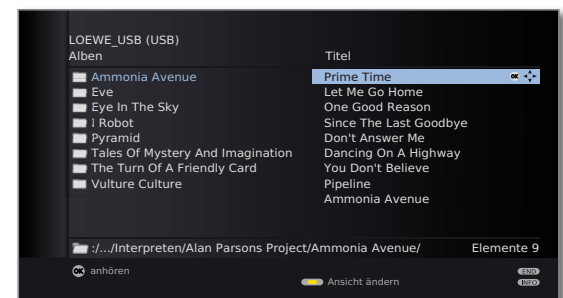 LOEWE_USB (USB)
Alben
Titel
Ammonia Avenue
Eve
Eye In The Sky
I Robot
Pyramid
Tales Of Mystery And Imagination
The Turn Of A Friendly Card
Vulture Culture
Prime Time
OK
Let Me Go Home
One Good Reason
Since The Last Goodbye
Don't Answer Me
Dancing On A Highway
You Don't Believe
Pipeline
Ammonia Avenue
:/.../Interpreten/Alan Parsons Project/Ammonia Avenue/
Elemente 9
OK anhören
Ansicht ändern
END
INFO